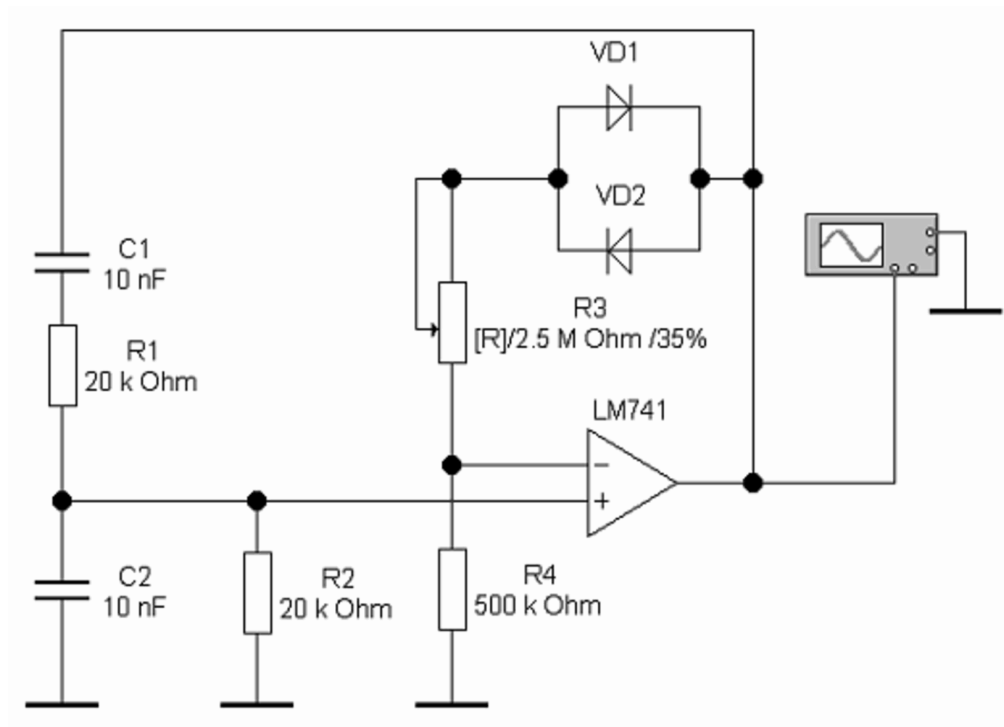 VD1
VD2
C1
10 nF
R3
[R]/2.5 M Ohm /35%
R1
20 k Ohm
LM741
−
+
C2
10 nF
R2
20 k Ohm
R4
500 k Ohm